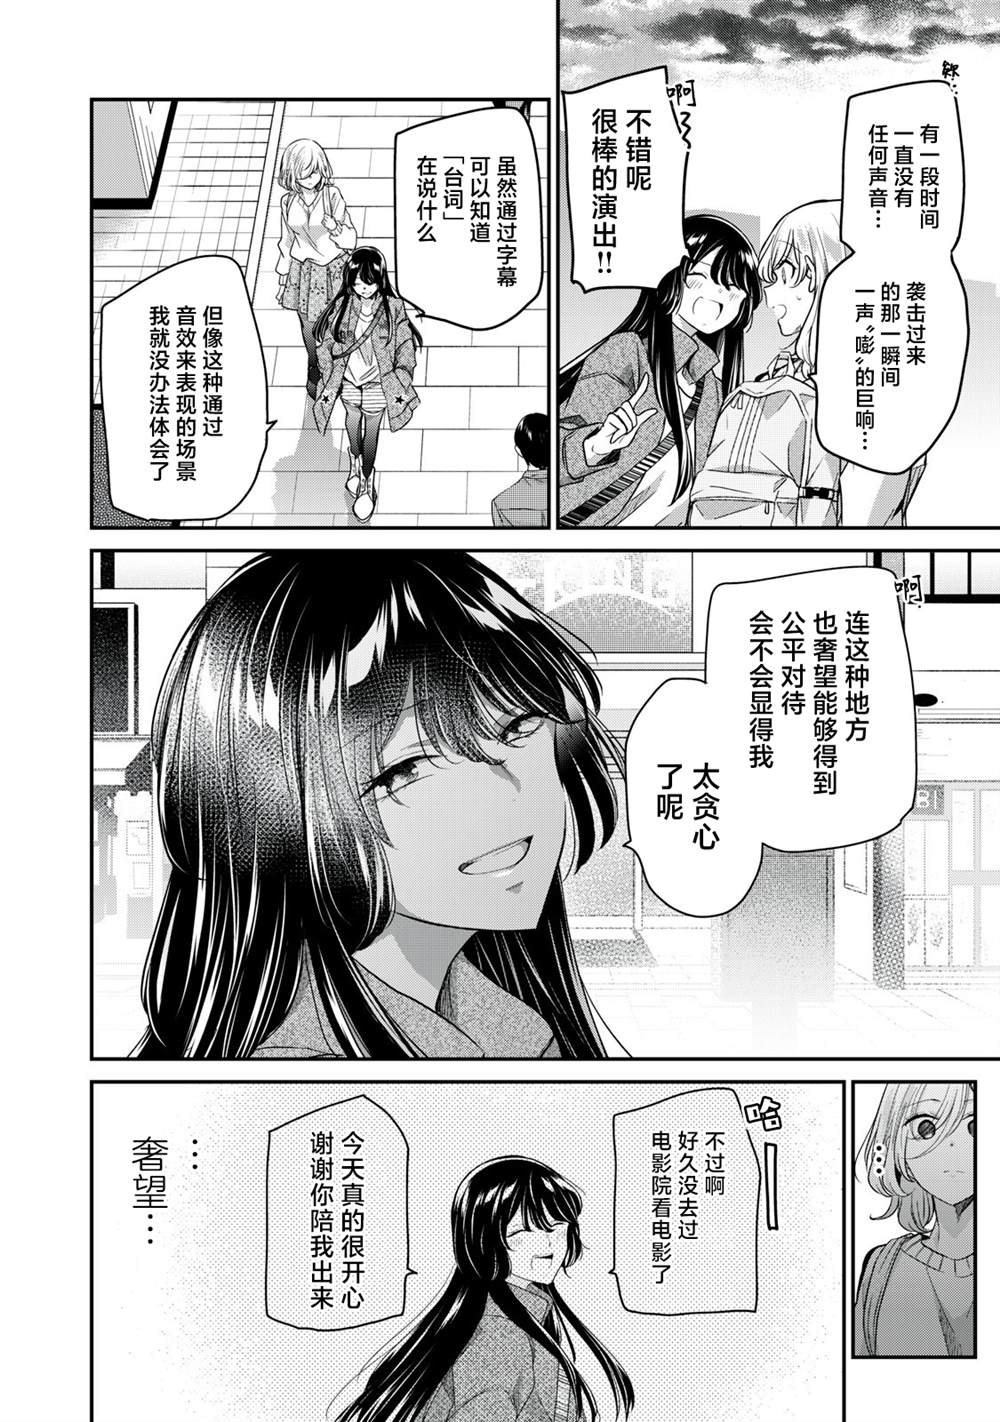 有一段时间
一直没有
任何声音…
袭击过来
的那一瞬间
一声〝嘭〞的巨响…
啊
不错呢
很棒的演出!!
虽然通过字幕
可以知道
「台词」
在说什么
但像这种通过
音效来表现的场景
我就没办法体会了
啊
连这种地方
也奢望能够得到
公平对待
会不会显得我
太贪心
了呢
…
哈
不过啊
好久没去过
电影院看电影了
今天真的很开心
谢谢你陪我出来
…
奢望…